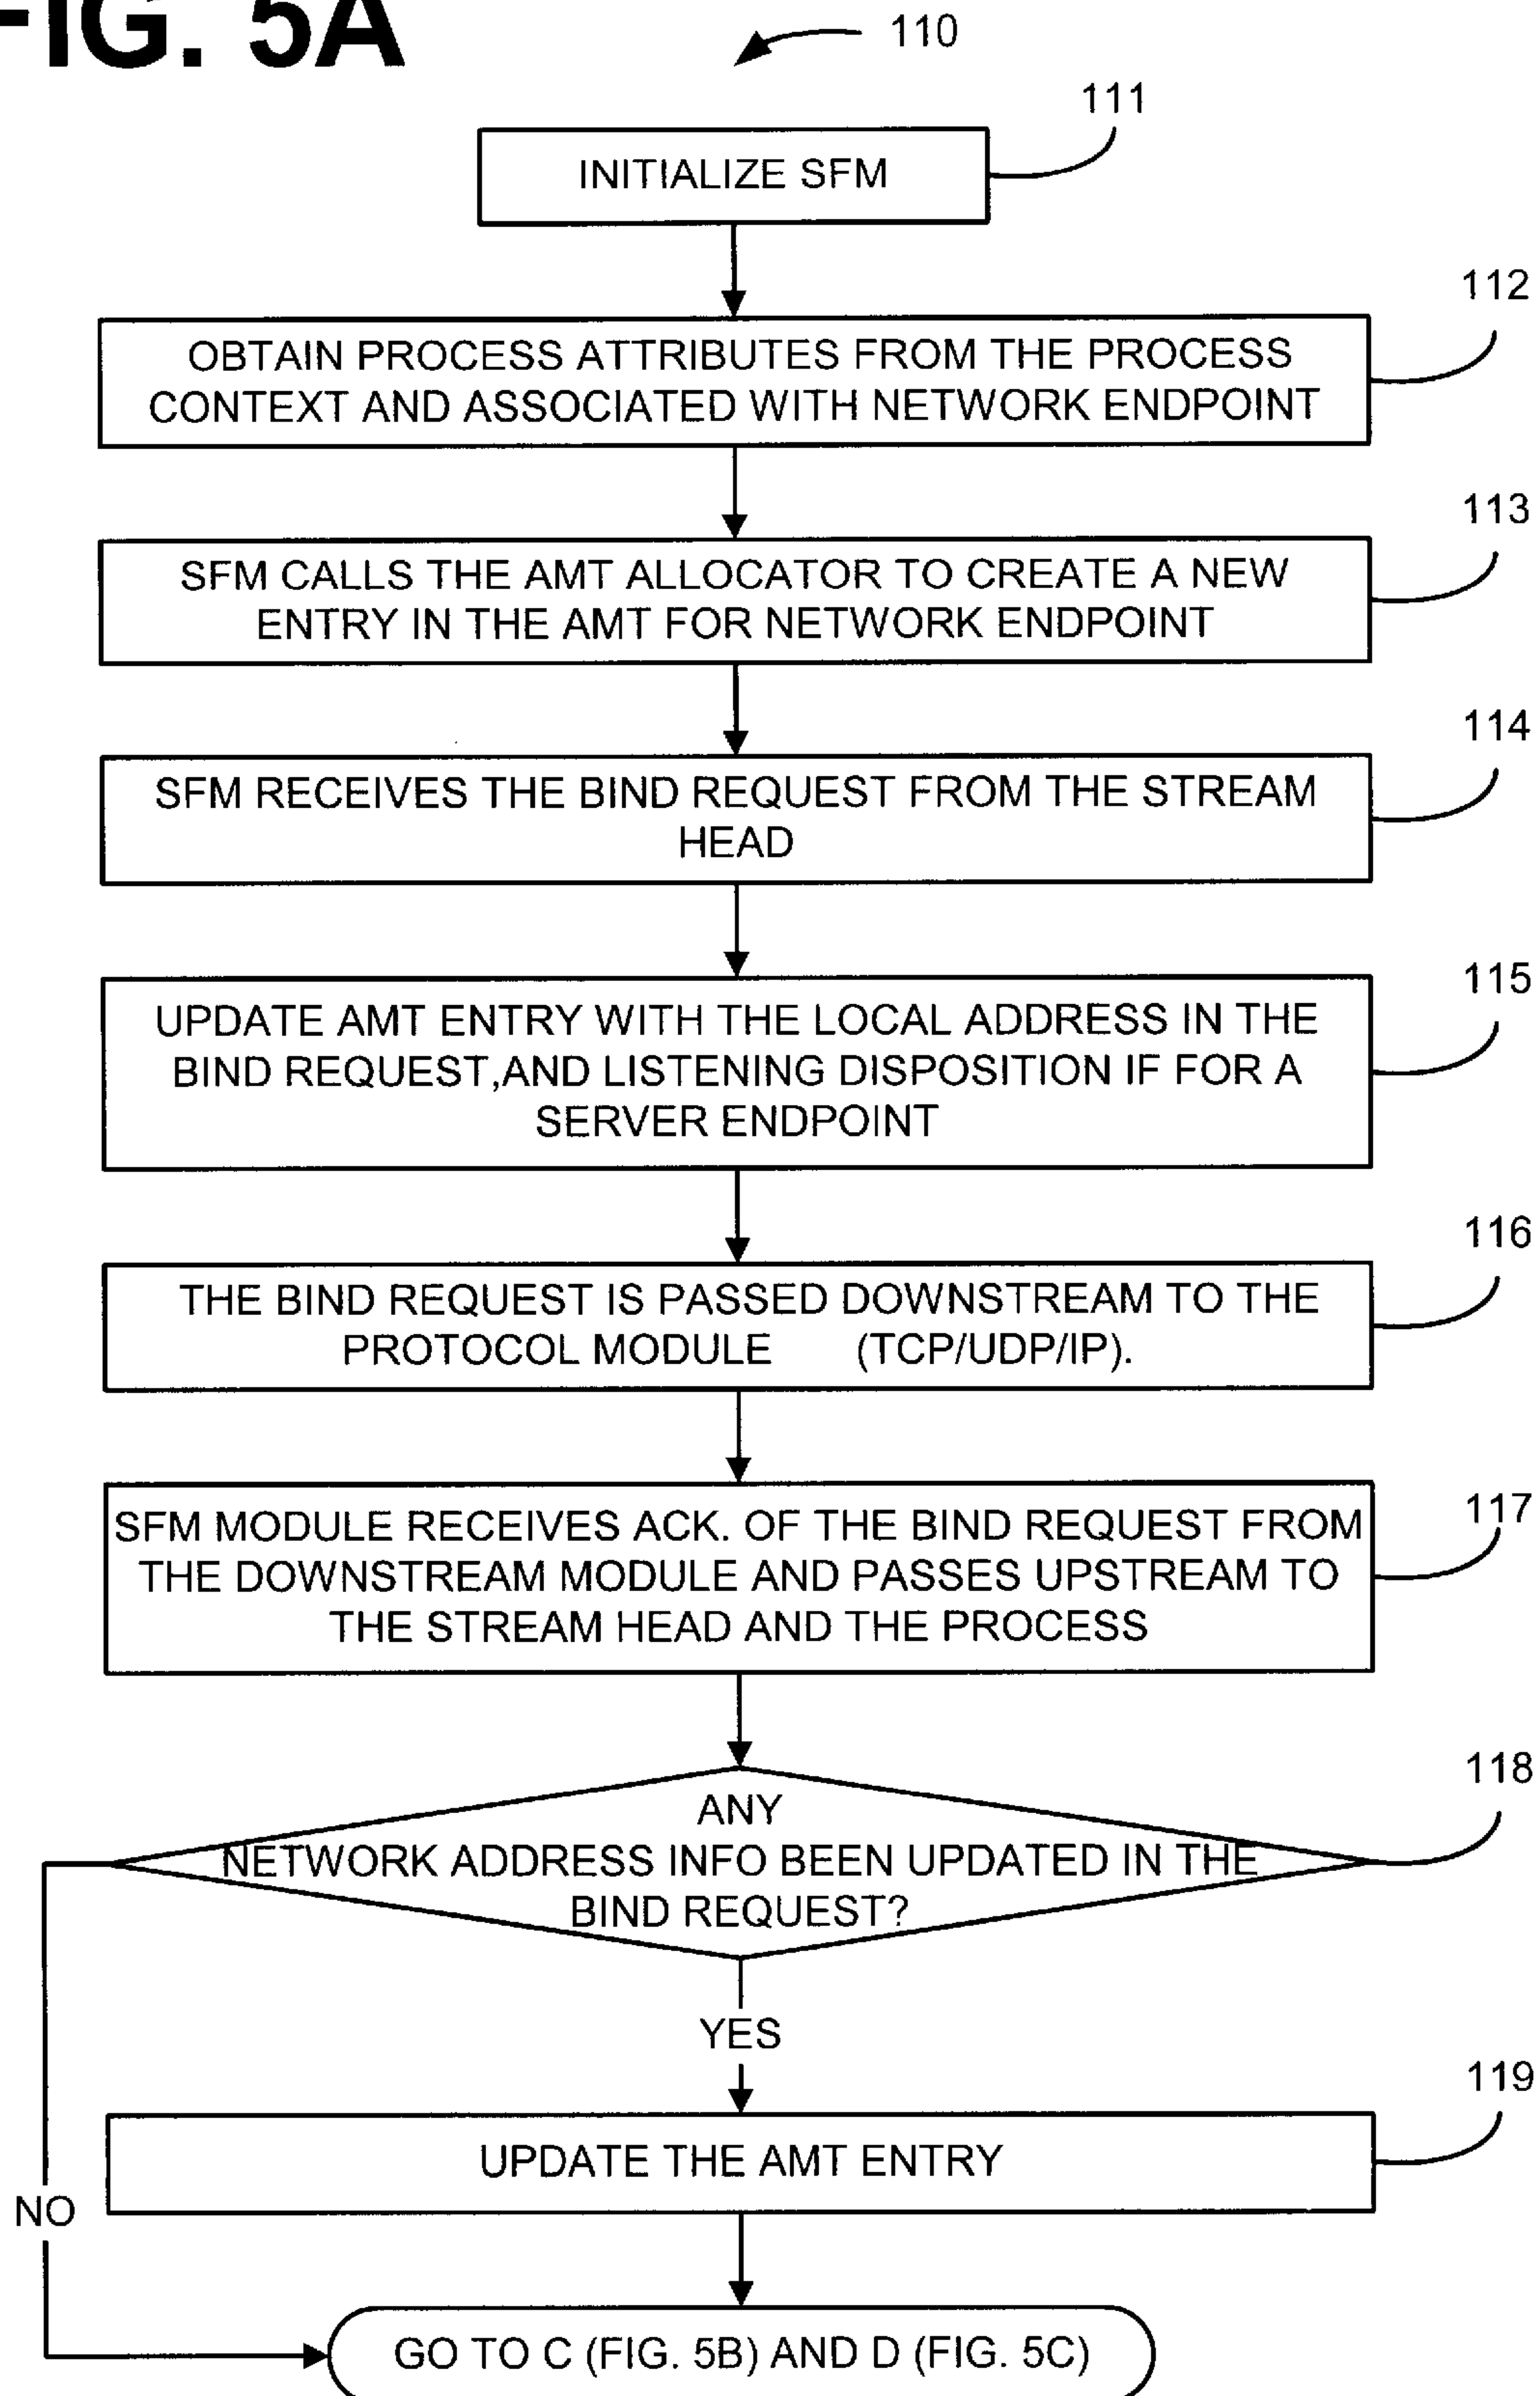 FIG. 5A
110
111
INITIALIZE SFM
112
OBTAIN PROCESS ATTRIBUTES FROM THE PROCESS
CONTEXT AND ASSOCIATED WITH NETWORK ENDPOINT
113
SFM CALLS THE AMT ALLOCATOR TO CREATE A NEW
ENTRY IN THE AMT FOR NETWORK ENDPOINT
114
SFM RECEIVES THE BIND REQUEST FROM THE STREAM
HEAD
115
UPDATE AMT ENTRY WITH THE LOCAL ADDRESS IN THE
BIND REQUEST,AND LISTENING DISPOSITION IF FOR A
SERVER ENDPOINT
116
THE BIND REQUEST IS PASSED DOWNSTREAM TO THE
PROTOCOL MODULE (TCP/UDP/IP).
117
SFM MODULE RECEIVES ACK. OF THE BIND REQUEST FROM
THE DOWNSTREAM MODULE AND PASSES UPSTREAM TO
THE STREAM HEAD AND THE PROCESS
118
ANY
NETWORK ADDRESS INFO BEEN UPDATED IN THE
BIND REQUEST?
YES
119
UPDATE THE AMT ENTRY
NO
GO TO C (FIG. 5B) AND D (FIG. 5C)